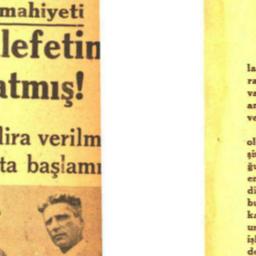 mahiyeti
lefetin
atmış!
lira verilm
ta başlamı
la
ra
va
ar
ve
ol
şi
ğu
er
di
bu
ka
ur
iş
de